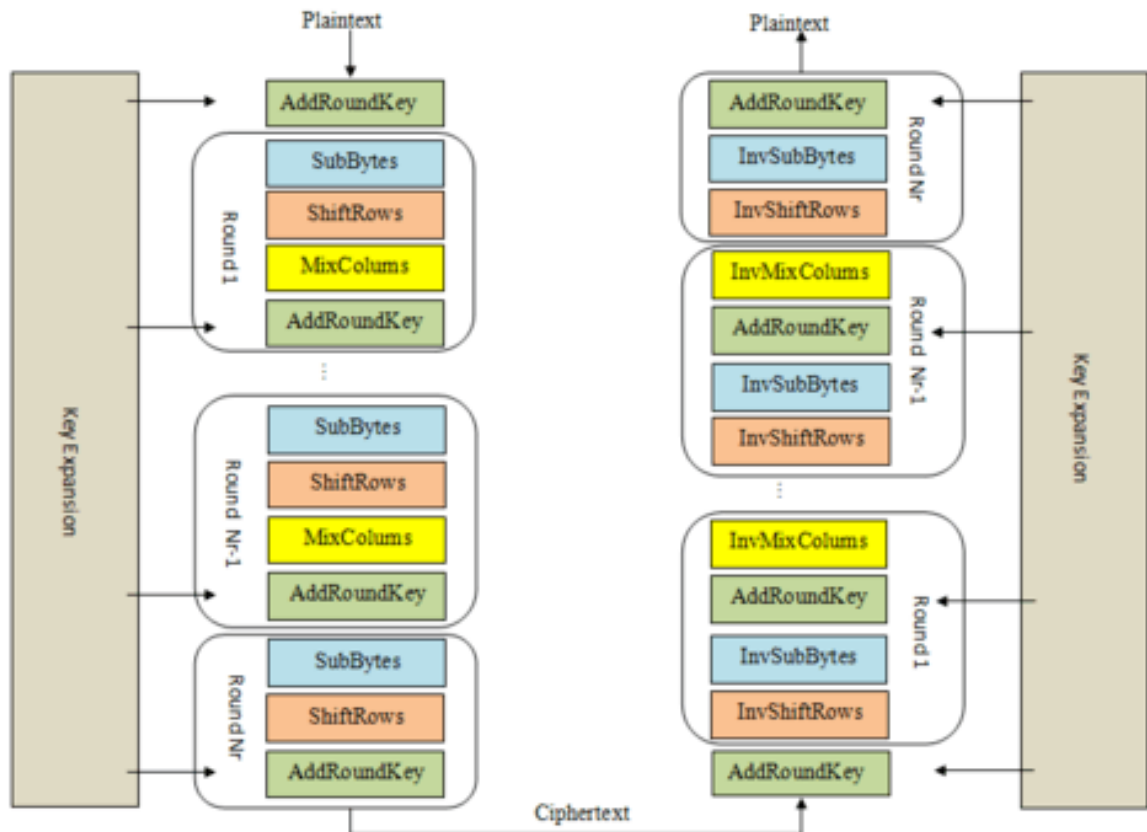 Plaintext
Key Expansion
AddRoundKey
Round 1
SubBytes
ShiftRows
MixColums
AddRoundKey
...
Round Nr-1
SubBytes
ShiftRows
MixColums
AddRoundKey
Round Nr
SubBytes
ShiftRows
AddRoundKey
Ciphertext
Plaintext
AddRoundKey
InvSubBytes
InvShiftRows
Round Nr
InvMixColums
AddRoundKey
InvSubBytes
InvShiftRows
Round Nr-1
...
InvMixColums
AddRoundKey
InvSubBytes
InvShiftRows
Round 1
AddRoundKey
Key Expansion